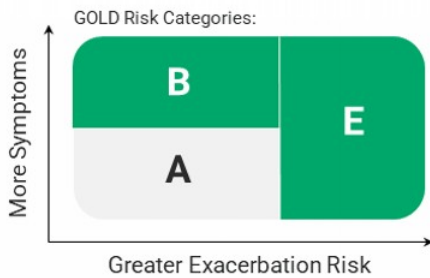 GOLD Risk Categories:
More Symptoms
B
E
A
Greater Exacerbation Risk